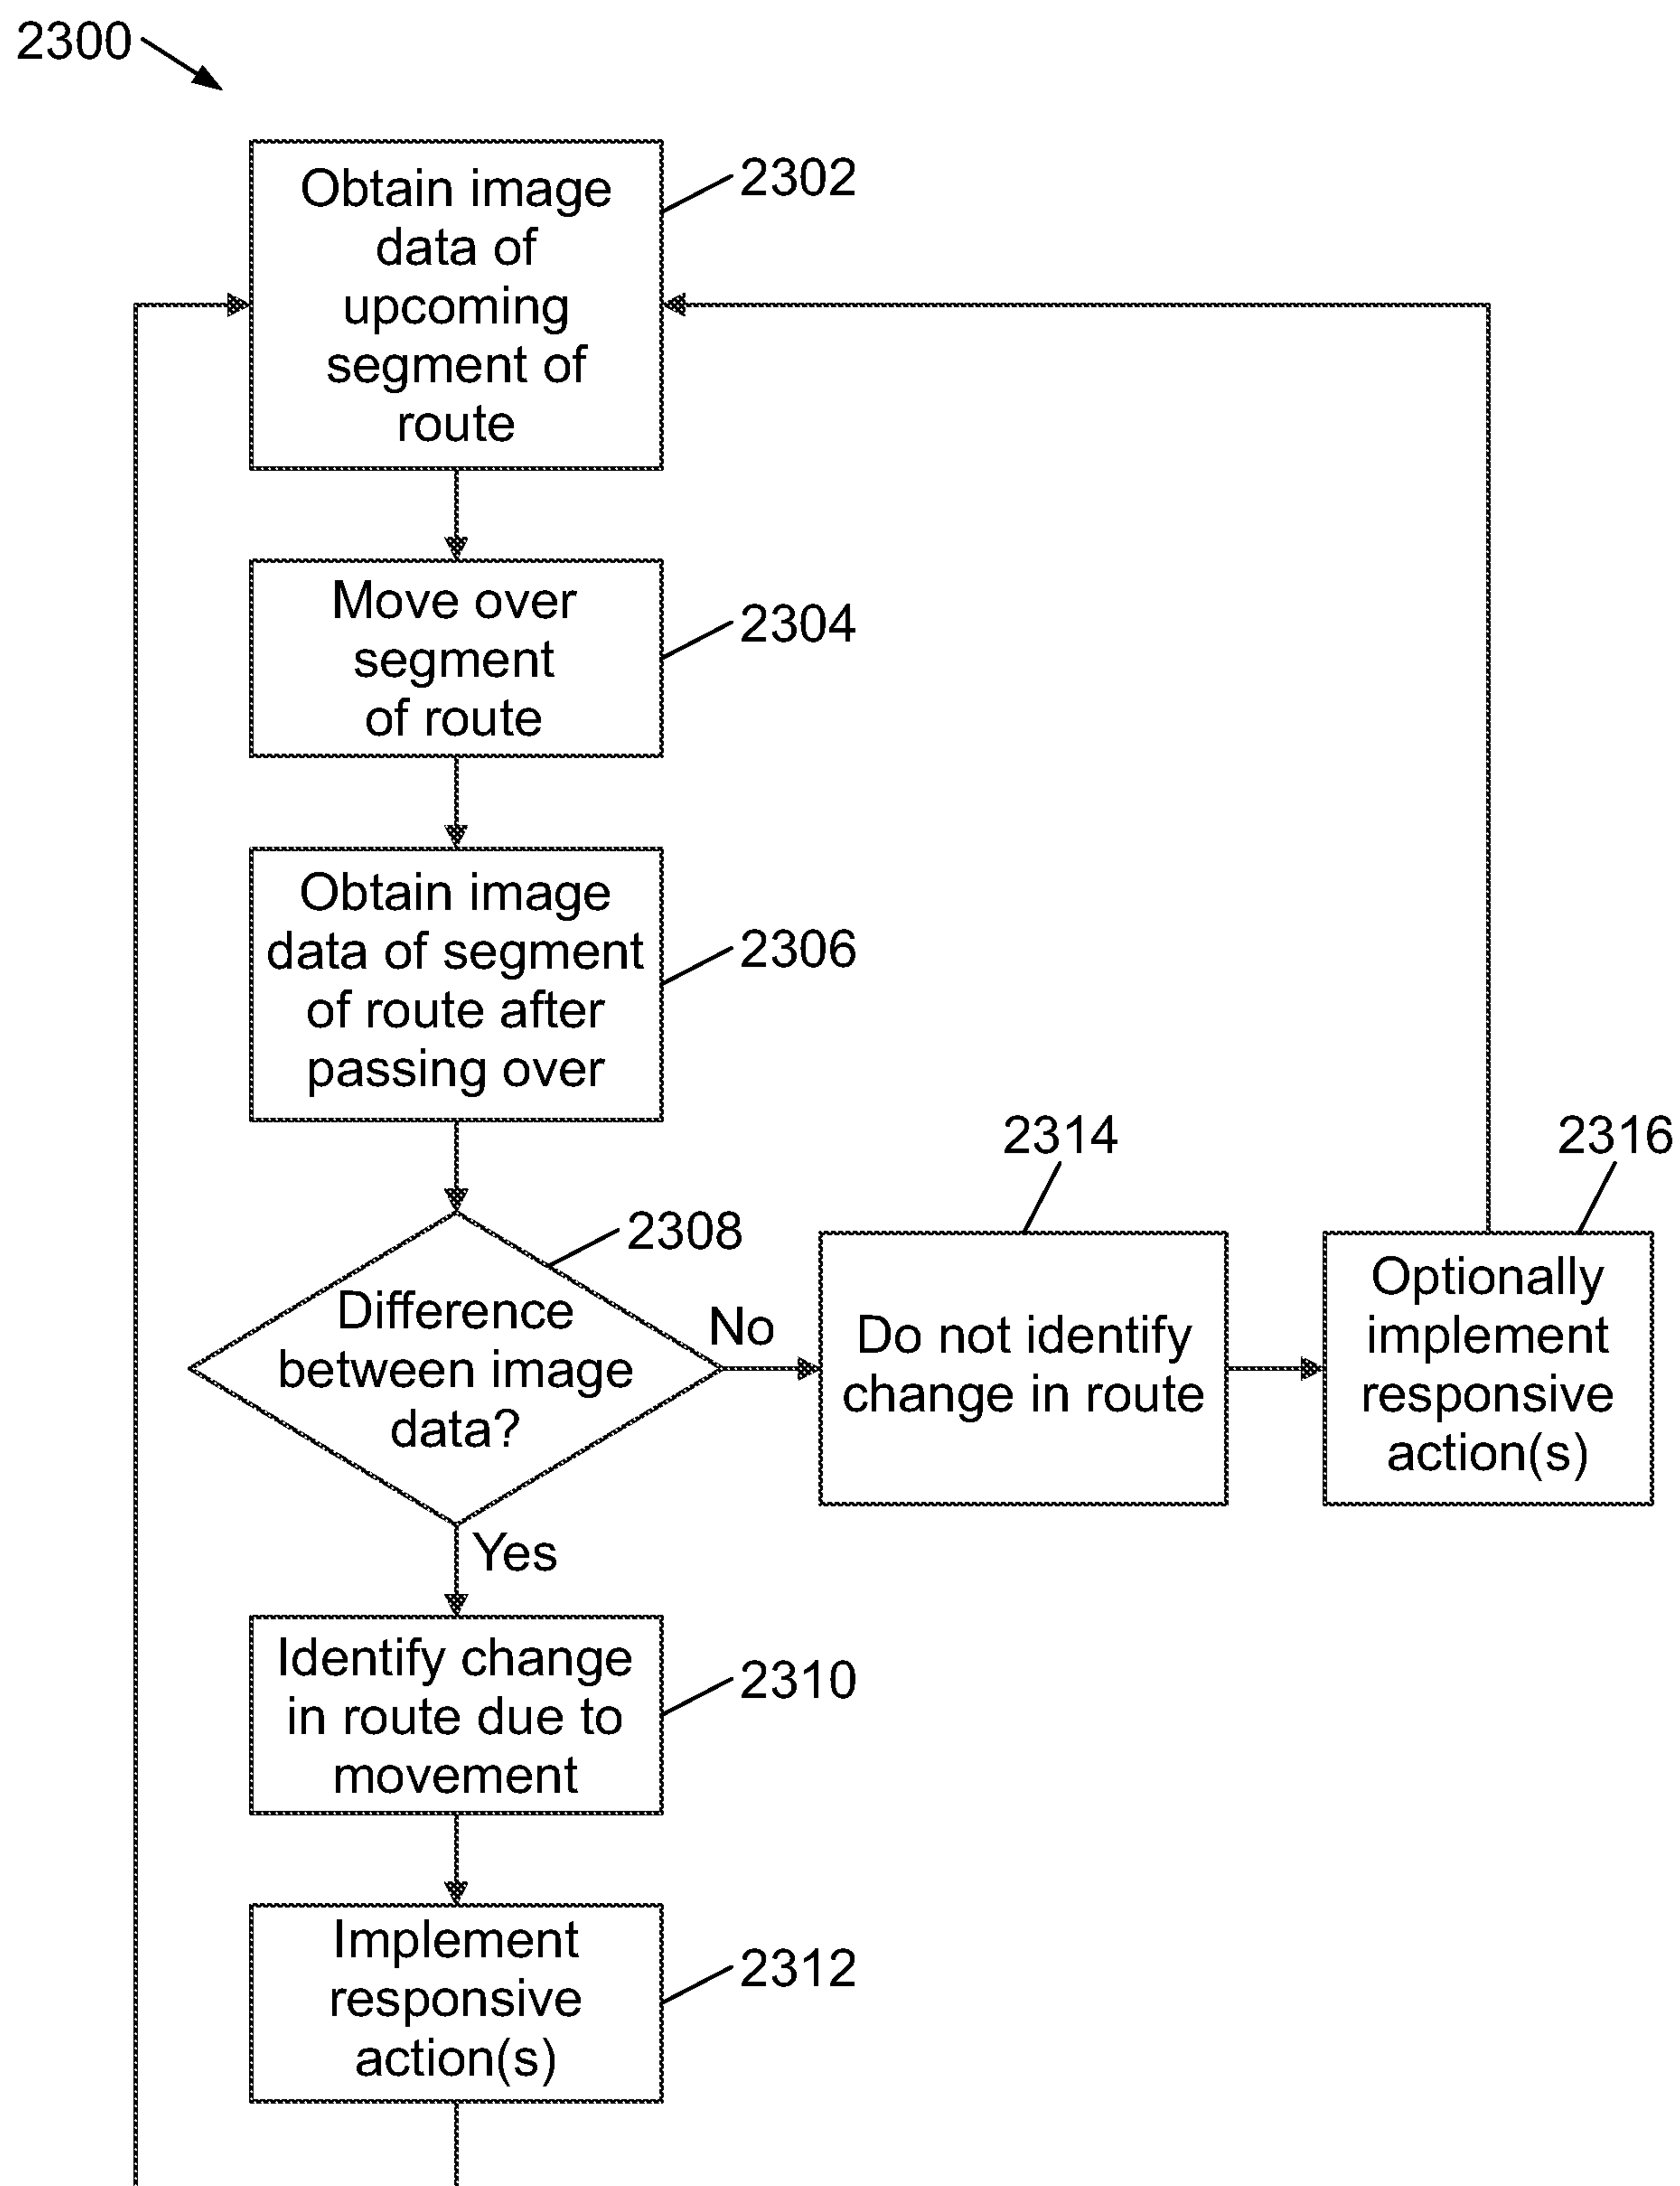 2300
Obtain image
data of
upcoming
segment of
route
2302
Move over
segment
of route
2304
Obtain image
data of segment
of route after
passing over
2306
Difference
between image
data?
2308
No
Do not identify
change in route
2314
Optionally
implement
responsive
action(s)
2316
Yes
Identify change
in route due to
movement
2310
Implement
responsive
action(s)
2312